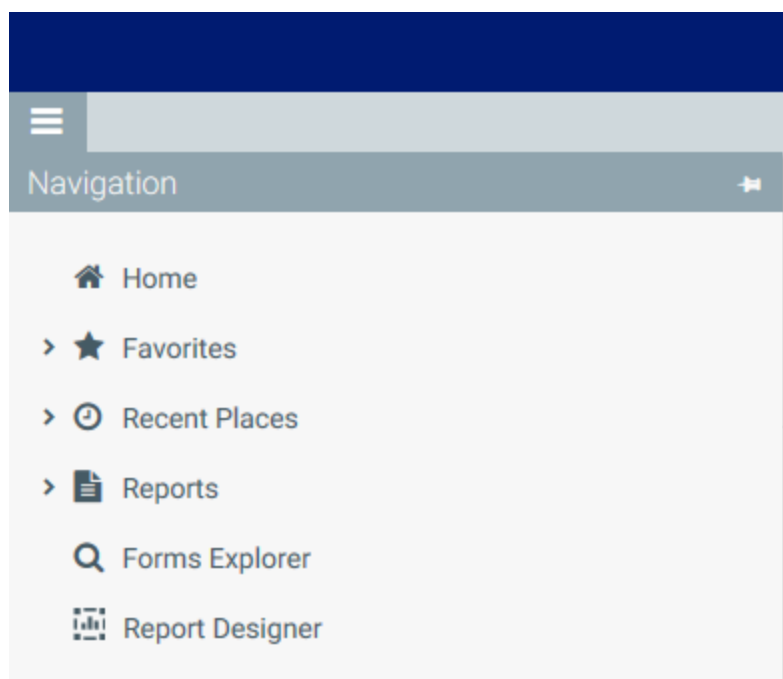 Navigation
Home
Favorites
Recent Places
Reports
Forms Explorer
Report Designer